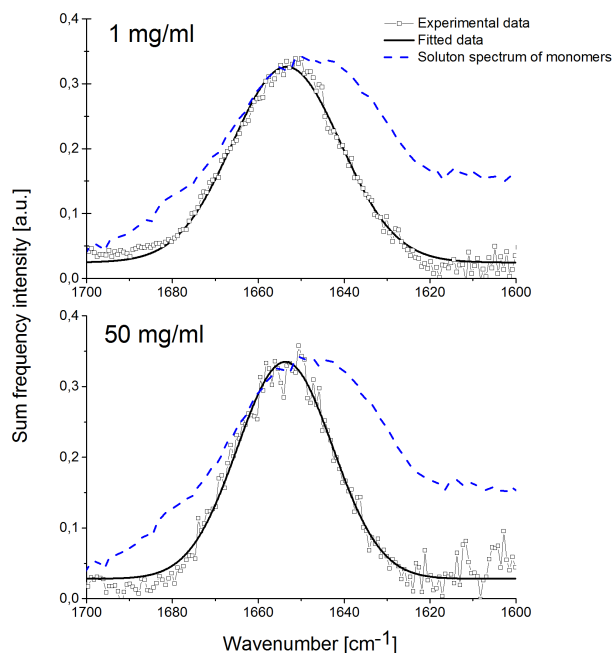 1 mg/ml
Experimental data
Fitted data
Soluton spectrum of monomers
0,4
0,3
0,2
0,1
0,0
1700 1680 1660 1640 1620 1600
50 mg/ml
0,4
0,3
0,2
0,1
0,0
1700 1680 1660 1640 1620 1600
Sum frequency intensity [a.u.]
Wavenumber [cm-1]